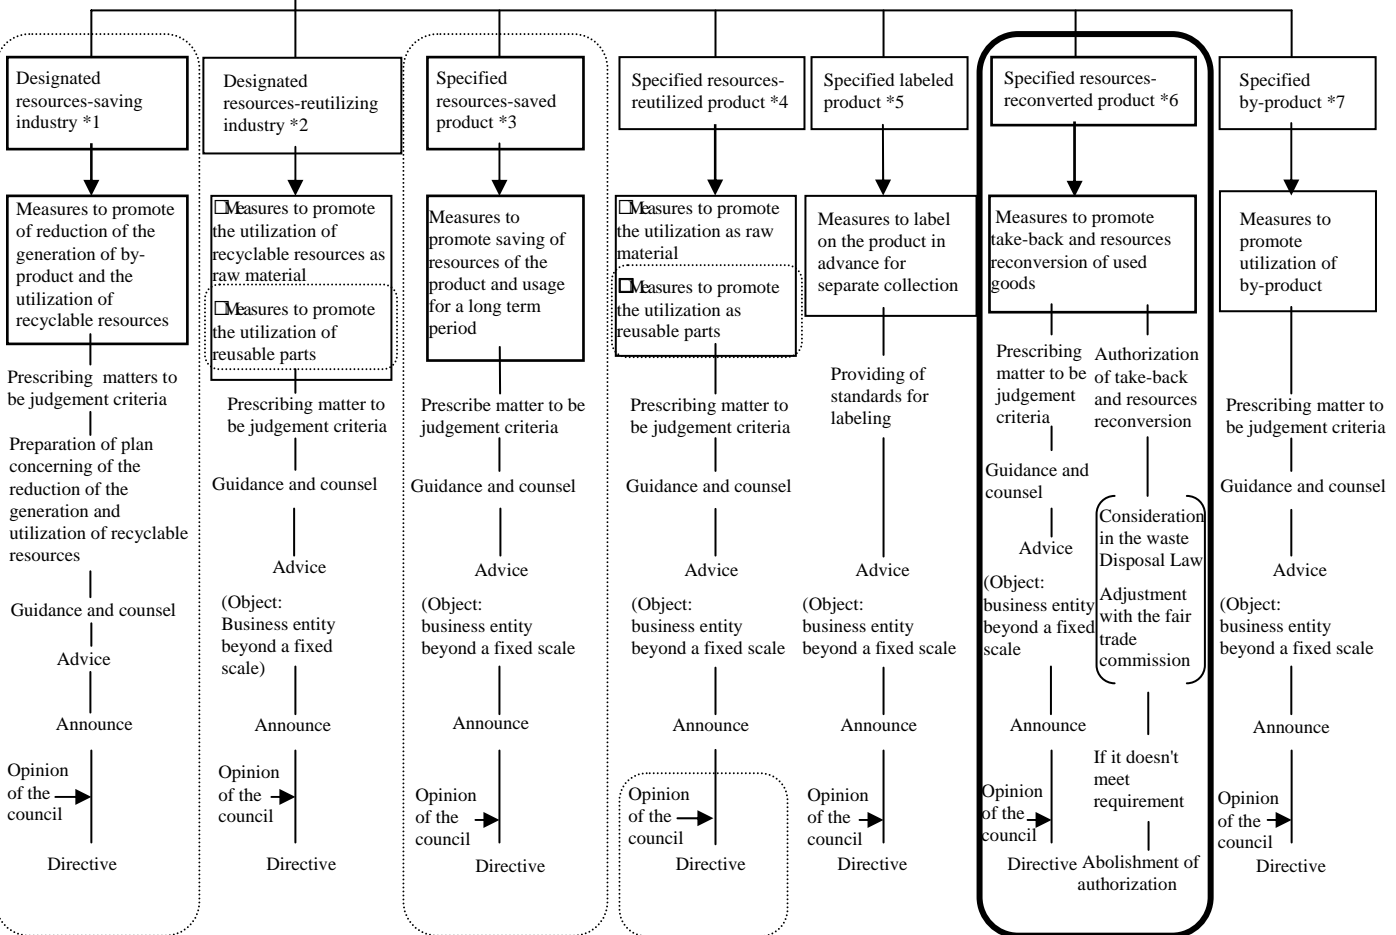 Designated
resources-saving
industry *1
Measures to promote
of reduction of the
generation of by-
product and the
utilization of
recyclable resources
Prescribing matters to
be judgement criteria
Preparation of plan
concerning of the
reduction of the
generation and
utilization of recyclable
resources
Guidance and counsel
Advice
Announce
Opinion
of the
council
Directive
Designated
resources-reutilizing
industry *2
□Measures to promote
the utilization of
recyclable resources as
raw material
□Measures to promote
the utilization of
reusable parts
Prescribing matter to
be judgement criteria
Guidance and counsel
Advice
(Object:
Business entity
beyond a fixed
scale)
Announce
Opinion
of the
council
Directive
Specified
resources-saved
product *3
Measures to
promote saving of
resources of the
product and usage
for a long term
period
Prescribe matter to be
judgement criteria
Guidance and counsel
Advice
(Object:
business entity
beyond a fixed scale
Announce
Opinion
of the
council
Directive
Specified resources-
reutilized product *4
□Measures to promote
the utilization as raw
material
□Measures to promote
the utilization as
reusable parts
Prescribing matter to
be judgement criteria
Guidance and counsel
Advice
(Object:
business entity
beyond a fixed scale
Announce
Opinion
of the
council
Directive
Specified labeled
product *5
Measures to label
on the product in
advance for
separate collection
Providing of
standards for
labeling
Advice
(Object:
business entity
beyond a fixed scale
Announce
Opinion
of the
council
Directive
Specified resources-
reconverted product *6
Measures to promote
take-back and resources
reconversion of used
goods
Prescribing
matter to be
judgement
criteria
Guidance and
counsel
Advice
(Object:
business entity
beyond a fixed
scale
Announce
Opinion
of the
council
Directive
Authorization
of take-back
and resources
reconversion
Consideration
in the waste
Disposal Law
Adjustment
with the fair
trade
commission
If it doesn't
meet
requirement
Abolishment of
authorization
Specified
by-product *7
Measures to
promote
utilization of
by-product
Prescribing matter to
be judgement criteria
Guidance and counsel
Advice
(Object:
business entity
beyond a fixed scale
Announce
Opinion
of the
council
Directive